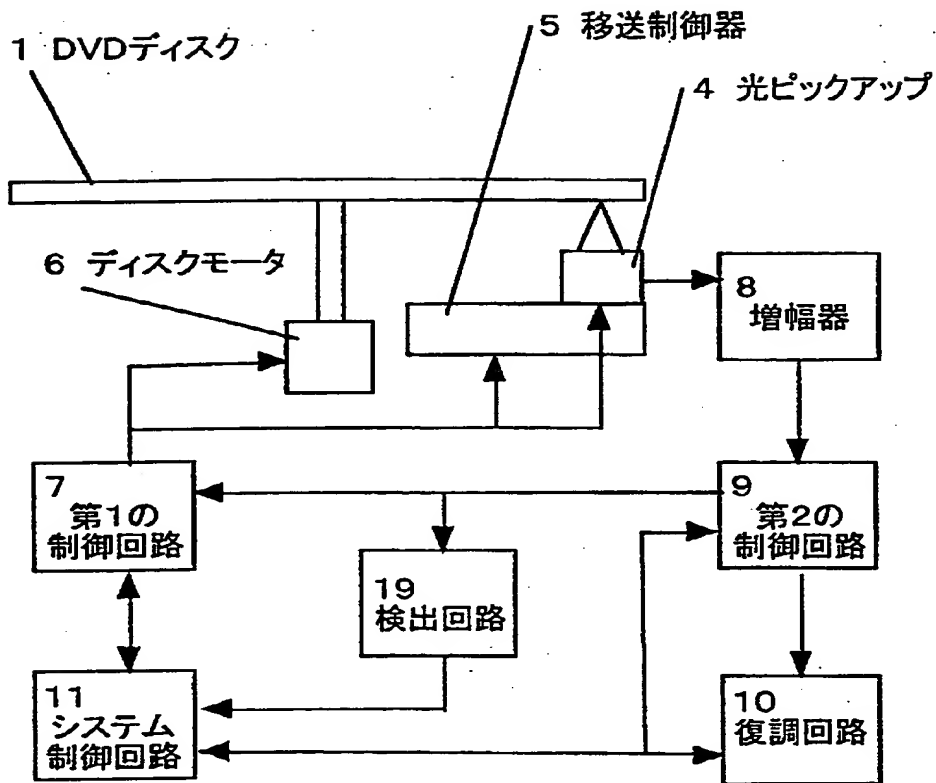 5 移送制御器
1 DVDディスク
4 光ピックアップ
6 ディスクモータ
8
増幅器
7
第1の
制御回路
9
第2の
制御回路
19
検出回路
11
システム
制御回路
10
復調回路